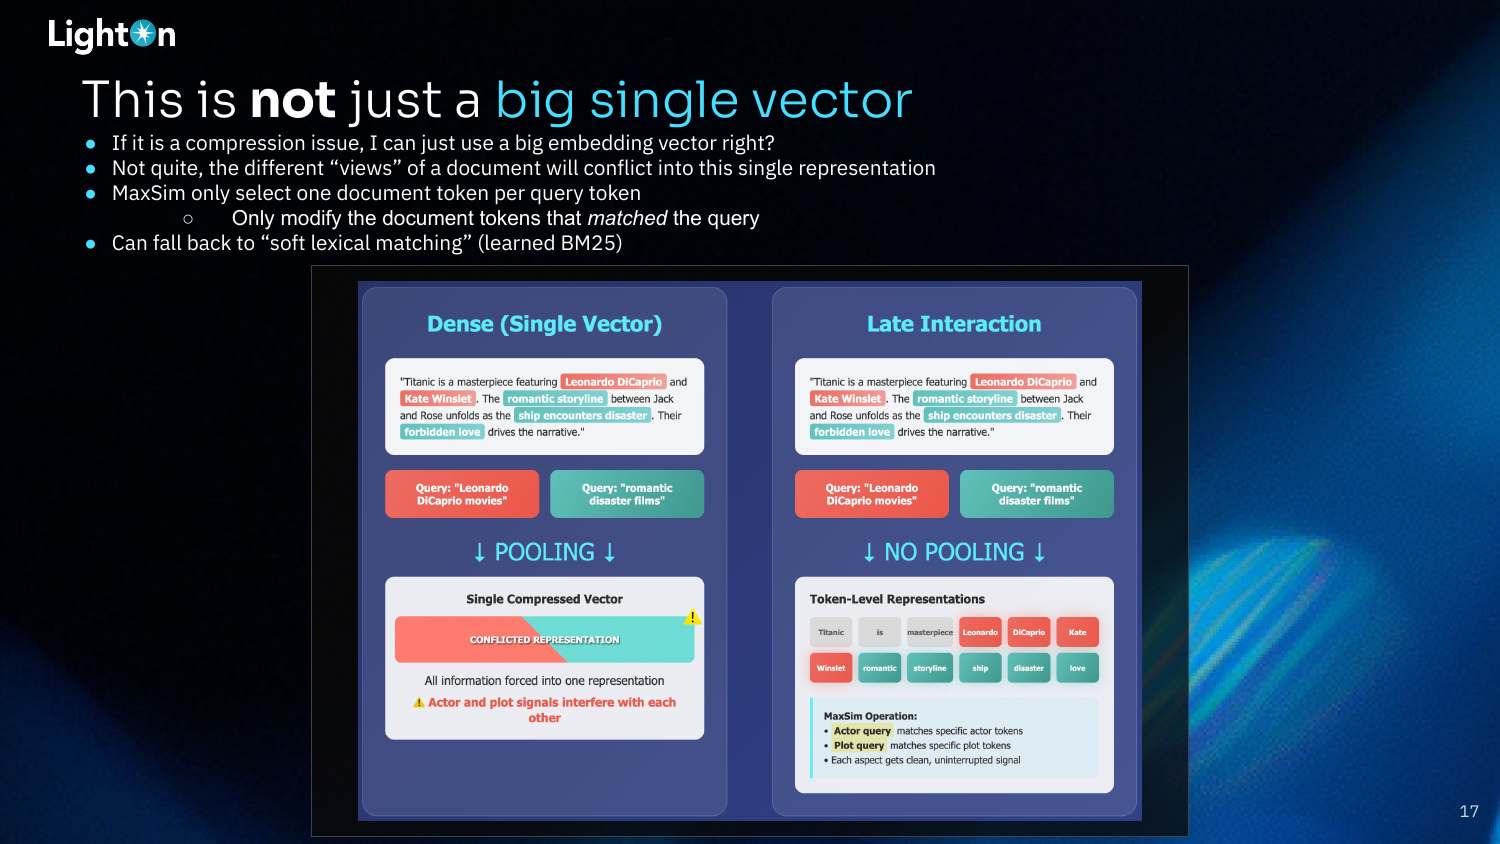 LightOn
This is not just a big single vector
● If it is a compression issue, I can just use a big embedding vector right?
● Not quite, the different “views” of a document will conflict into this single representation
● MaxSim only select one document token per query token
○ Only modify the document tokens that matched the query
● Can fall back to “soft lexical matching” (learned BM25)
Dense (Single Vector)
"Titanic is a masterpiece featuring Leonardo DiCaprio and
Kate Winslet . The romantic storyline between Jack
and Rose unfolds as the ship encounters disaster . Their
forbidden love drives the narrative."
Query: "Leonardo
DiCaprio movies"
Query: "romantic
disaster films"
↓ POOLING ↓
Single Compressed Vector
CONFLICTED REPRESENTATION
All information forced into one representation
⚠ Actor and plot signals interfere with each
other
Late Interaction
"Titanic is a masterpiece featuring Leonardo DiCaprio and
Kate Winslet . The romantic storyline between Jack
and Rose unfolds as the ship encounters disaster . Their
forbidden love drives the narrative."
Query: "Leonardo
DiCaprio movies"
Query: "romantic
disaster films"
↓ NO POOLING ↓
Token-Level Representations
Titanic is masterpiece Leonardo DiCaprio Kate
Winslet romantic storyline ship disaster love
MaxSim Operation:
• Actor query matches specific actor tokens
• Plot query matches specific plot tokens
• Each aspect gets clean, uninterrupted signal
17